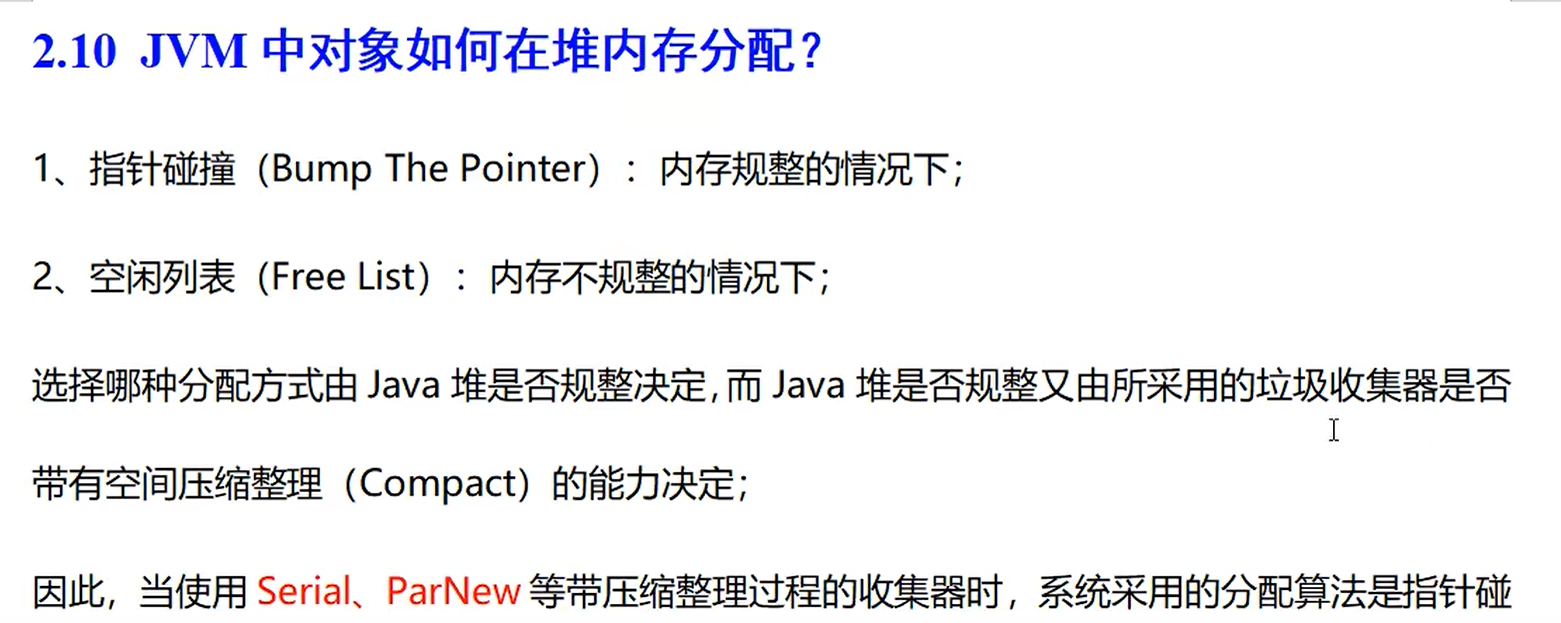 2.10 JVM 中对象如何在堆内存分配？
1、指针碰撞（Bump The Pointer）：内存规整的情况下；
2、空闲列表（Free List）：内存不规整的情况下；
选择哪种分配方式由 Java 堆是否规整决定，而 Java 堆是否规整又由所采用的垃圾收集器是否
带有空间压缩整理（Compact）的能力决定；
因此，当使用 Serial、ParNew 等带压缩整理过程的收集器时，系统采用的分配算法是指针碰